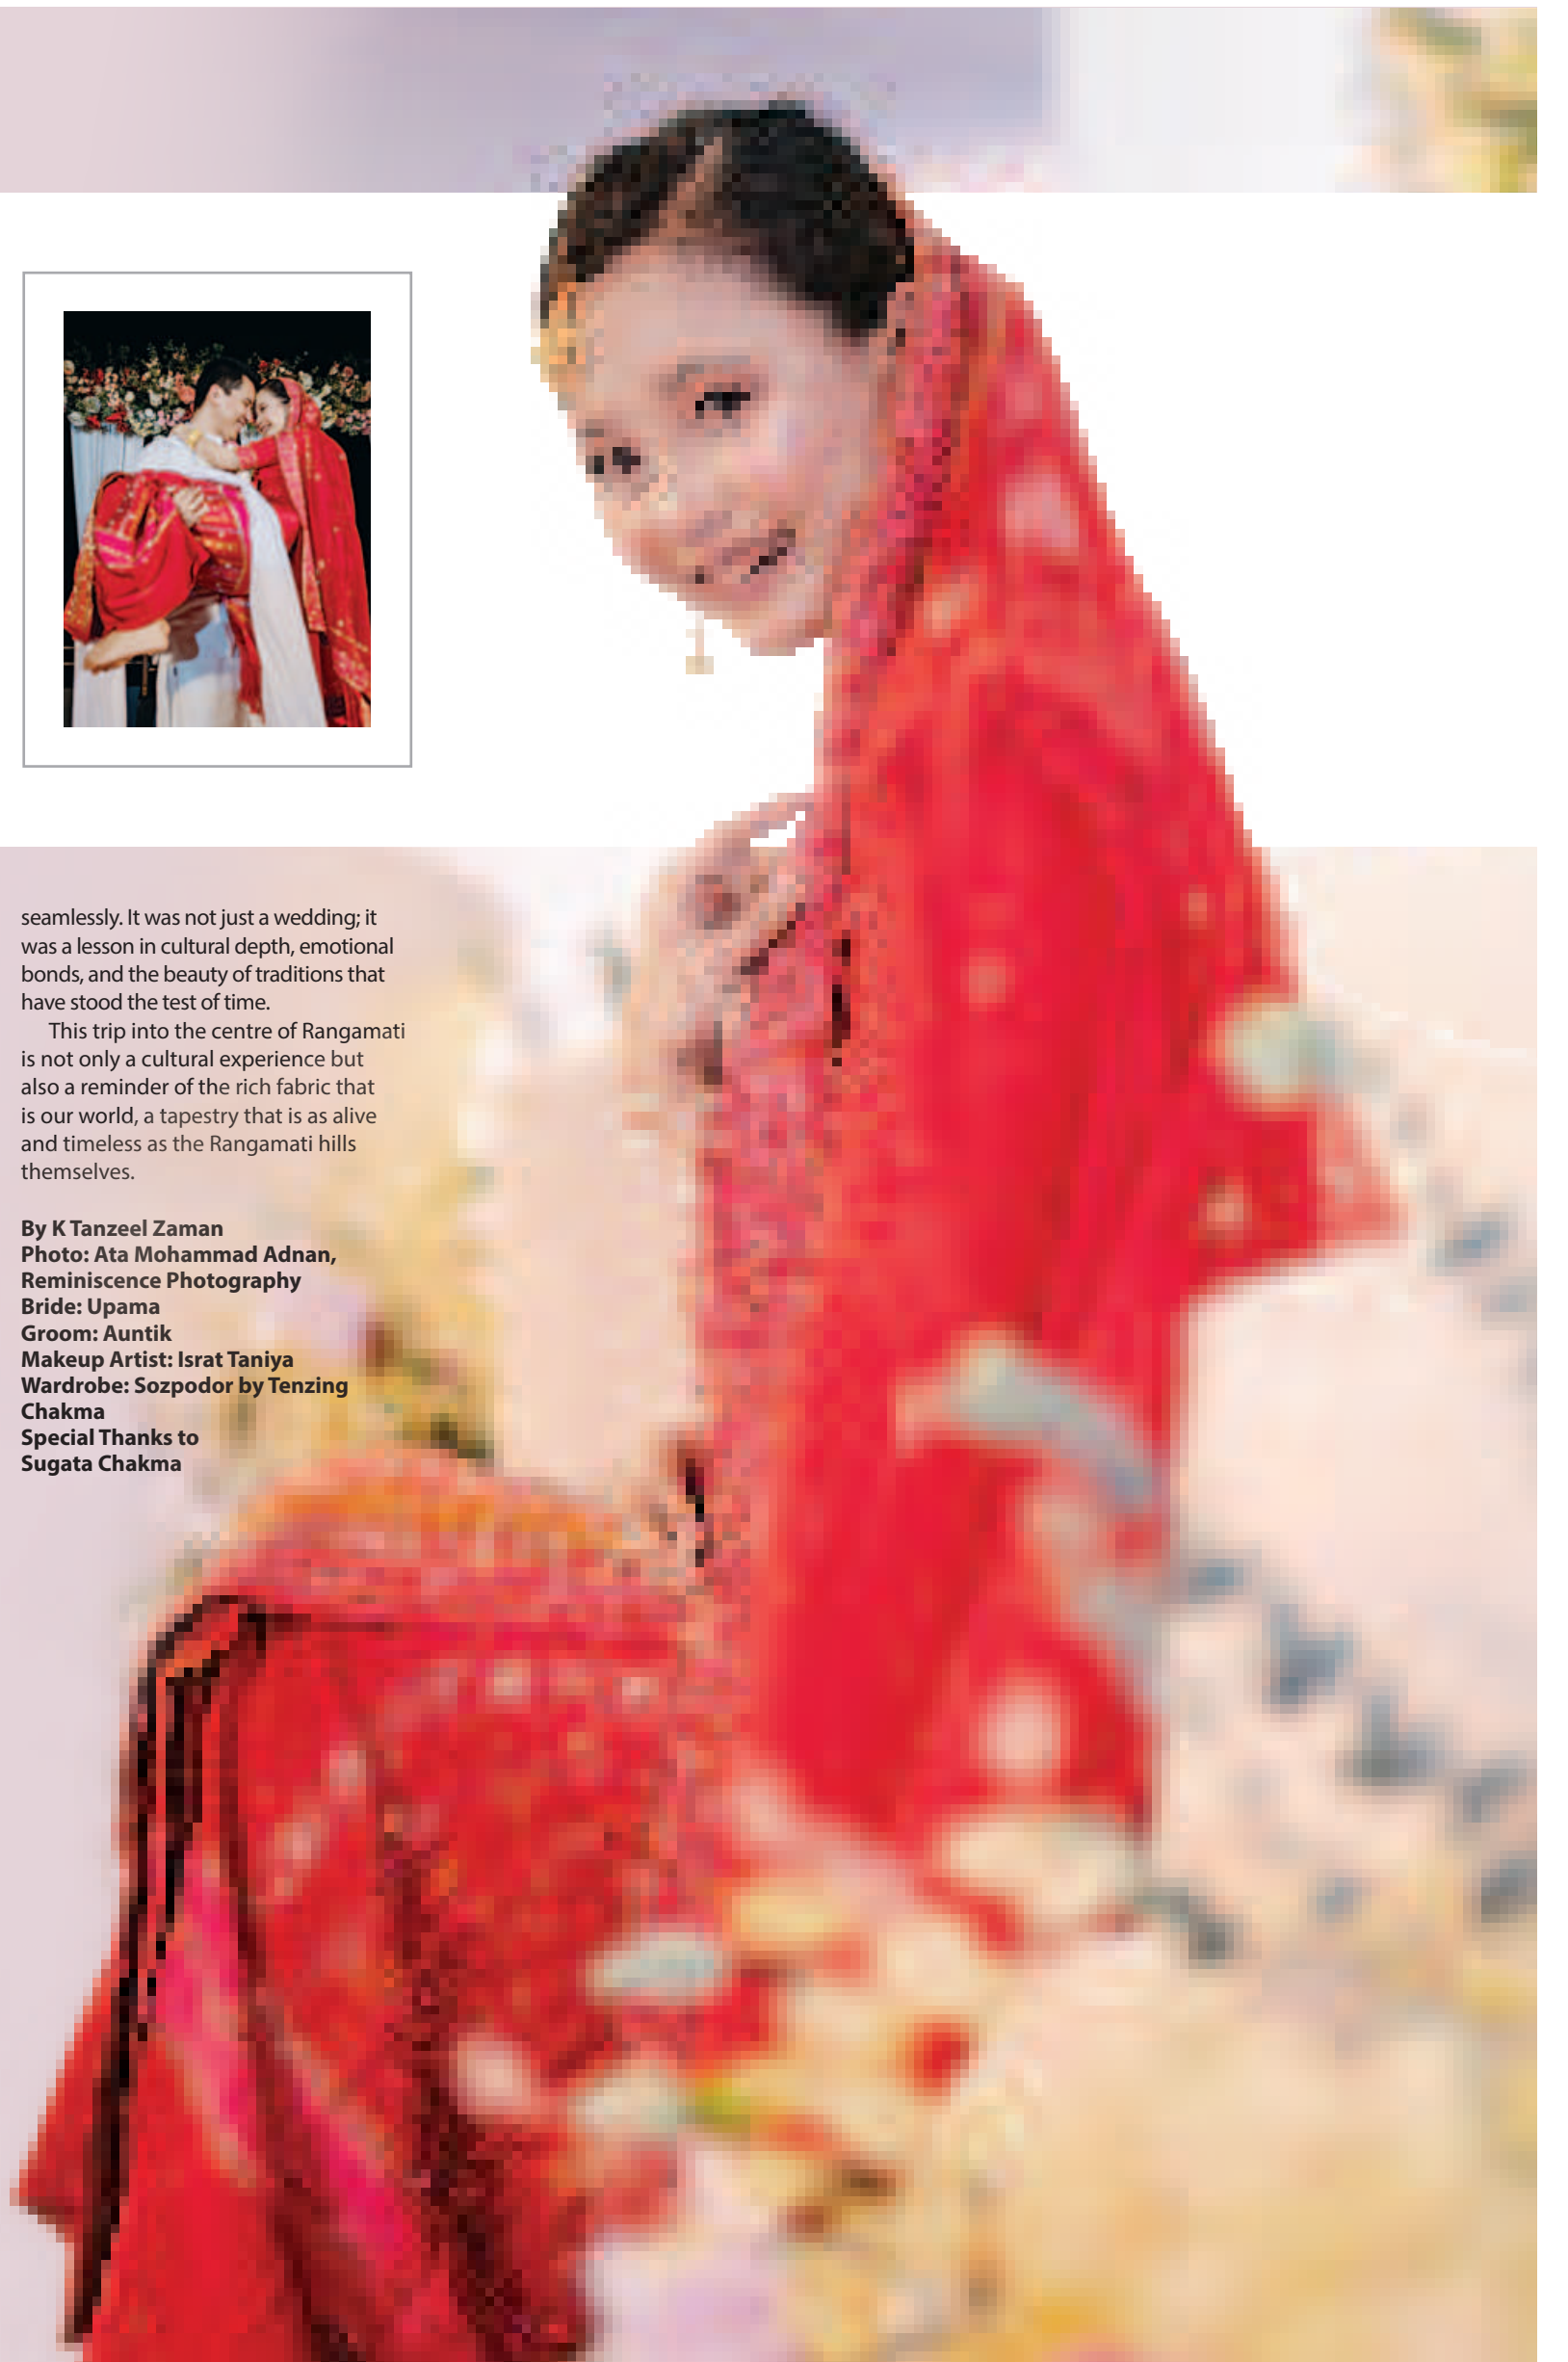 seamlessly. It was not just a wedding; it
was a lesson in cultural depth, emotional
bonds, and the beauty of traditions that
have stood the test of time.
This trip into the centre of Rangamati
is not only a cultural experience but
also a reminder of the rich fabric that
is our world, a tapestry that is as alive
and timeless as the Rangamati hills
themselves.
By K Tanzeel Zaman
Photo: Ata Mohammad Adnan,
Reminiscence Photography
Bride: Upama
Groom: Auntik
Makeup Artist: Israt Taniya
Wardrobe: Sozpodor by Tenzing
Chakma
Special Thanks to
Sugata Chakma